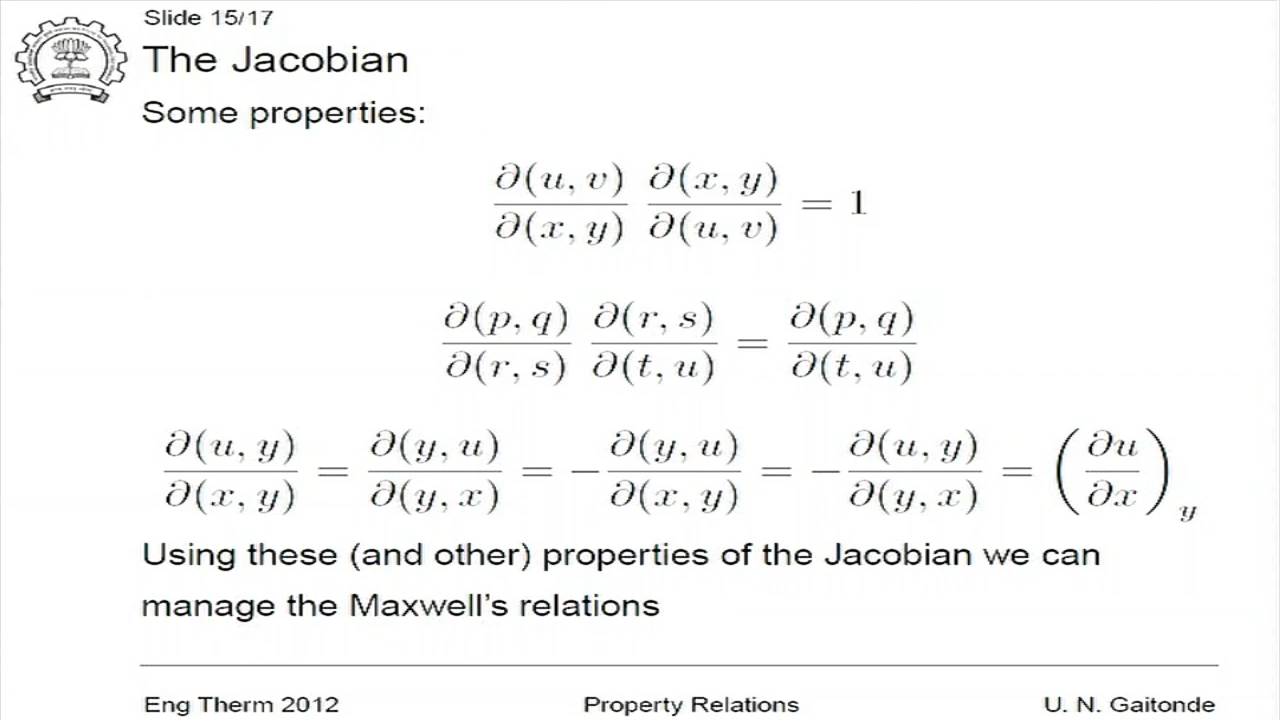 Slide 15/17
The Jacobian
Some properties:
∂(u, v)/∂(x, y) ∂(x, y)/∂(u, v) = 1
∂(p, q)/∂(r, s) ∂(r, s)/∂(t, u) = ∂(p, q)/∂(t, u)
∂(u, y)/∂(x, y) = ∂(y, u)/∂(y, x) = −∂(y, u)/∂(x, y) = −∂(u, y)/∂(y, x) = (∂u/∂x)_y
Using these (and other) properties of the Jacobian we can
manage the Maxwell's relations
Eng Therm 2012 Property Relations U. N. Gaitonde